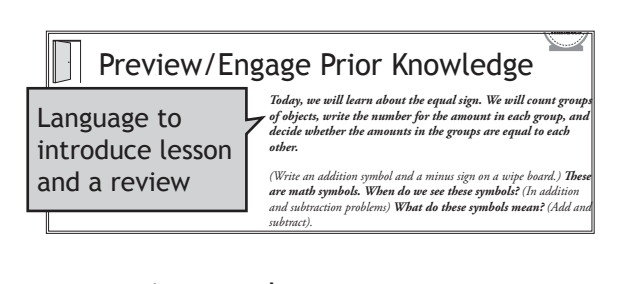 Preview/Engage Prior Knowledge
Language to
introduce lesson
and a review
Today, we will learn about the equal sign. We will count groups
of objects, write the number for the amount in each group, and
decide whether the amounts in the groups are equal to each
other.
(Write an addition symbol and a minus sign on a wipe board.) These
are math symbols. When do we see these symbols? (In addition
and subtraction problems) What do these symbols mean? (Add and
subtract).